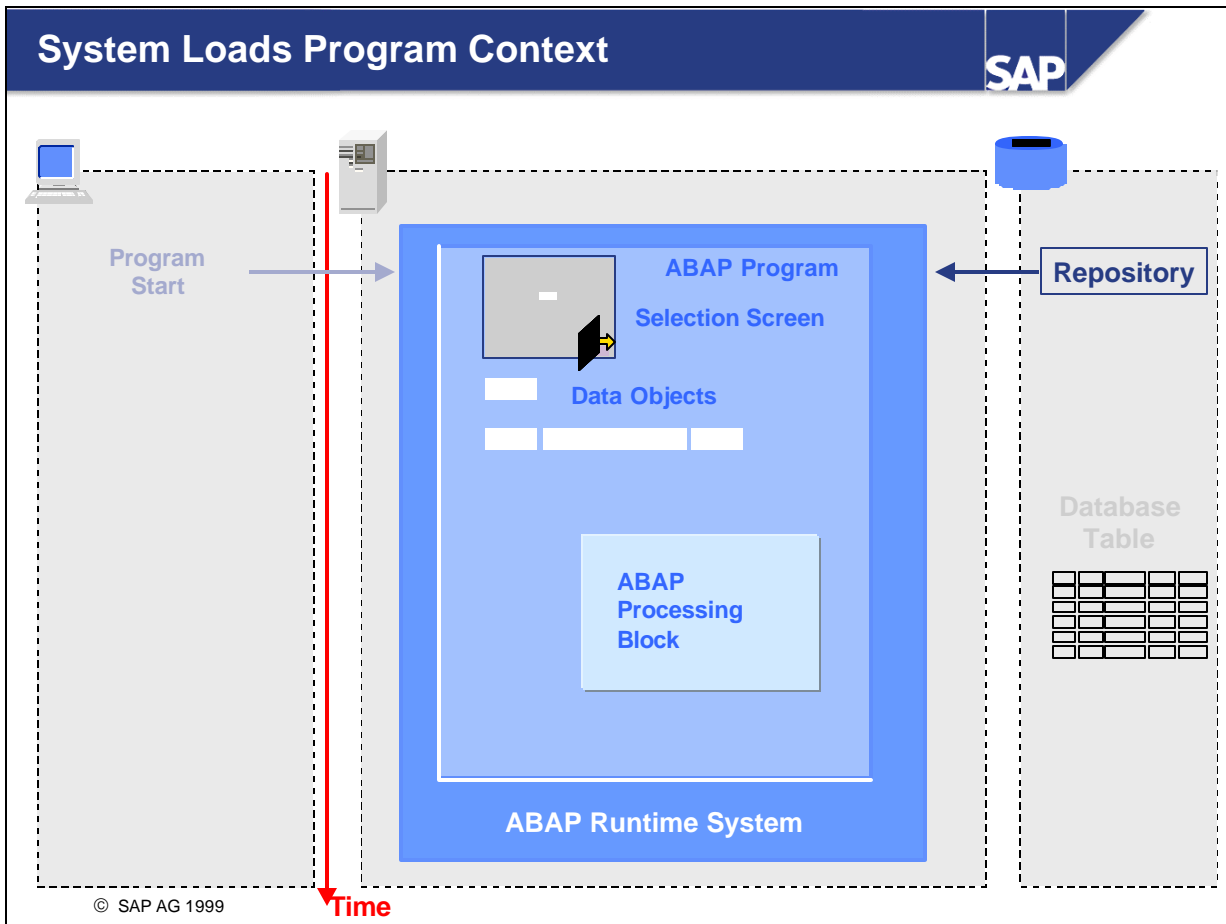 System Loads Program Context
SAP
Program
Start
ABAP Program
Repository
Selection Screen
Data Objects
Database
Table
ABAP
Processing
Block
ABAP Runtime System
© SAP AG 1999
Time